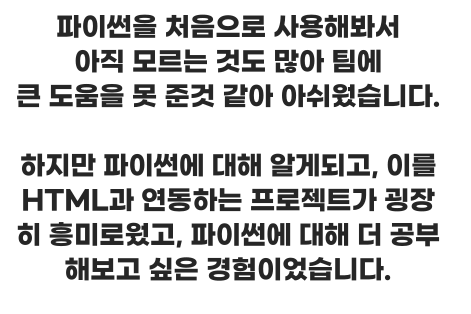 파이썬을 처음으로 사용해봐서
아직 모르는 것도 많아 팀에
큰 도움을 못 준것 같아 아쉬웠습니다.
하지만 파이썬에 대해 알게되고, 이를
HTML과 연동하는 프로젝트가 굉장
히 흥미로웠고, 파이썬에 대해 더 공부
해보고 싶은 경험이었습니다.